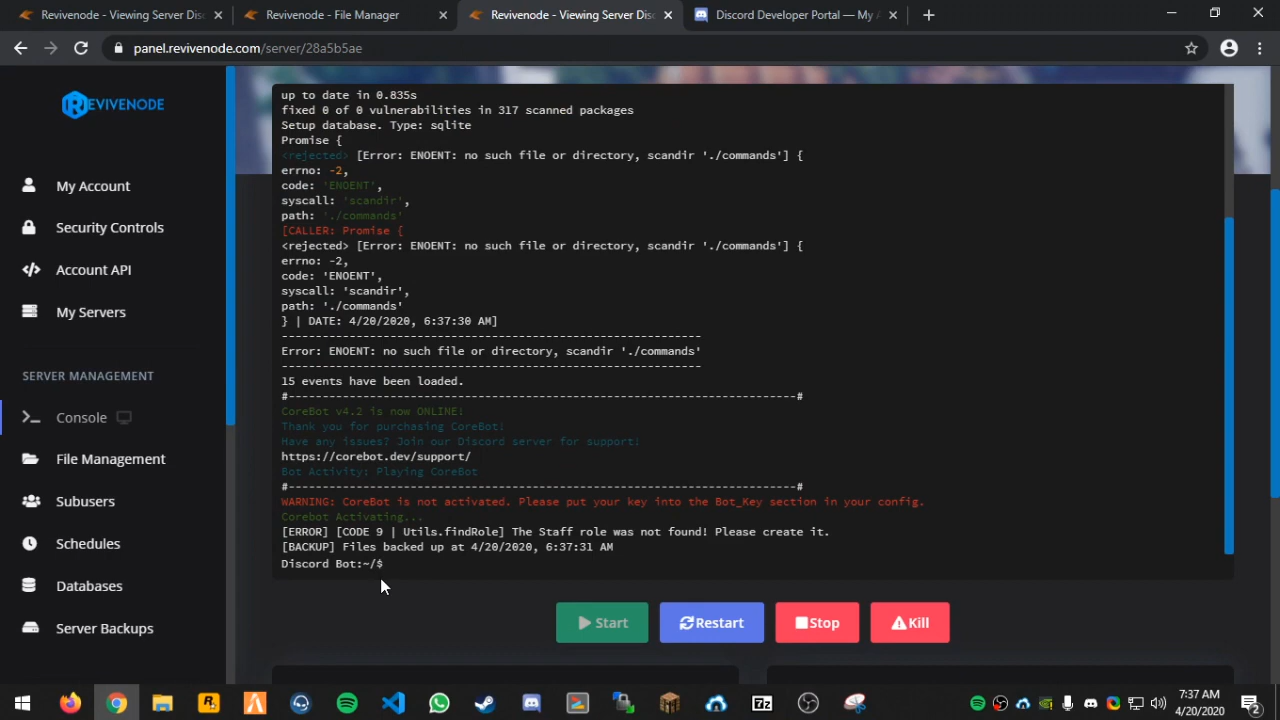 Revivenode - Viewing Server Disc
Revivenode - File Manager
Revivenode - Viewing Server Disc
Discord Developer Portal — My A
panel.revivenode.com/server/28a5b5ae
REVIVENODE
My Account
Security Controls
Account API
My Servers
SERVER MANAGEMENT
Console
File Management
Subusers
Schedules
Databases
Server Backups
up to date in 0.835s
fixed 0 of 0 vulnerabilities in 317 scanned packages
Setup database. Type: sqlite
Promise {
<rejected> [Error: ENOENT: no such file or directory, scandir './commands'] {
errno: -2,
code: 'ENOENT',
syscall: 'scandir',
path: './commands'
[CALLER: Promise {
<rejected> [Error: ENOENT: no such file or directory, scandir './commands'] {
errno: -2,
code: 'ENOENT',
syscall: 'scandir',
path: './commands'
} | DATE: 4/20/2020, 6:37:30 AM]
--------------------------------------------------------------
Error: ENOENT: no such file or directory, scandir './commands'
--------------------------------------------------------------
15 events have been loaded.
#---------------------------------------------------------------------------#
CoreBot v4.2 is now ONLINE!
Thank you for purchasing CoreBot!
Have any issues? Join our Discord server for support!
https://corebot.dev/support/
Bot Activity: Playing CoreBot
#---------------------------------------------------------------------------#
WARNING: CoreBot is not activated. Please put your key into the Bot_Key section in your config.
Corebot Activating...
[ERROR] [CODE 9 | Utils.findRole] The Staff role was not found! Please create it.
[BACKUP] Files backed up at 4/20/2020, 6:37:31 AM
Discord Bot:~/$
Start
Restart
Stop
Kill
7:37 AM
4/20/2020
2